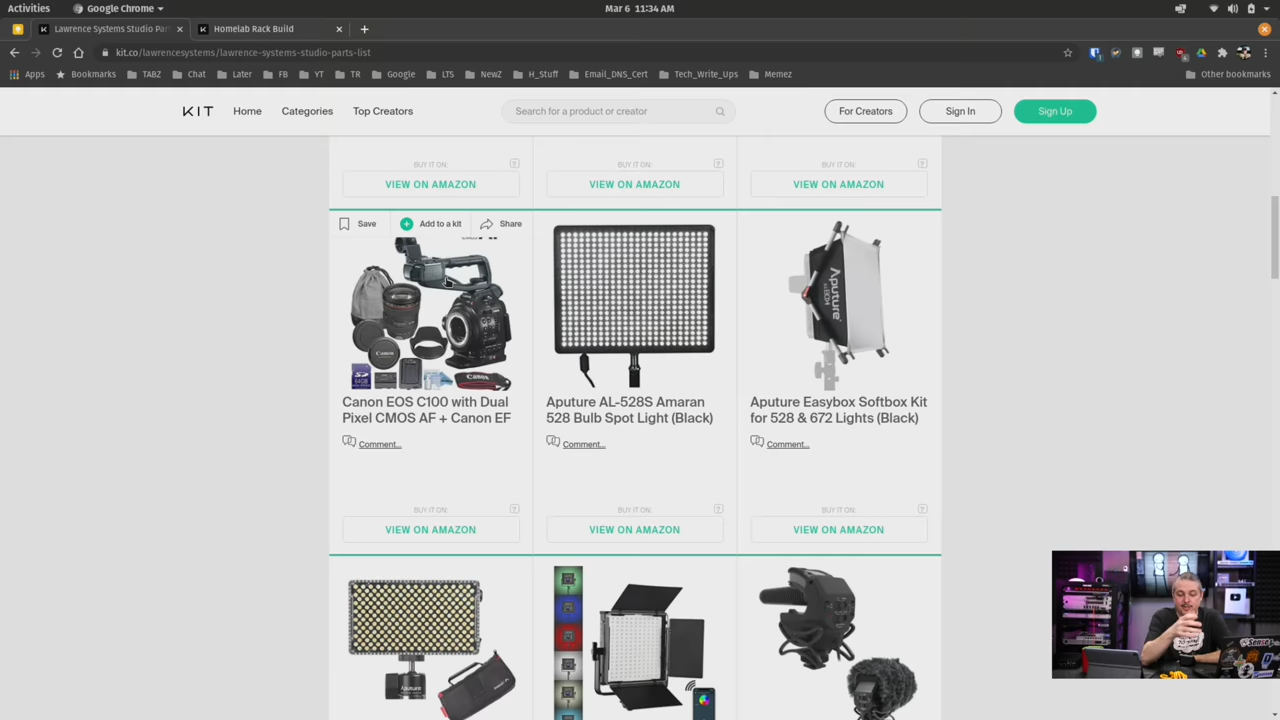 Activities
Google Chrome
Mar 6 11:34 AM
Lawrence Systems Studio Par
Homelab Rack Build
kit.co/lawrencesystems/lawrence-systems-studio-parts-list
Apps
Bookmarks
TABZ
Chat
Later
FB
YT
TR
Google
LTS
NewZ
H_Stuff
Email_DNS_Cert
Tech_Write_Ups
Memez
Other bookmarks
KIT
Home
Categories
Top Creators
Search for a product or creator
For Creators
Sign In
Sign Up
BUY IT ON:
BUY IT ON:
BUY IT ON:
VIEW ON AMAZON
VIEW ON AMAZON
VIEW ON AMAZON
Save
Add to a kit
Share
Canon EOS C100 with Dual
Pixel CMOS AF + Canon EF
Comment...
BUY IT ON:
VIEW ON AMAZON
Aputure AL-528S Amaran
528 Bulb Spot Light (Black)
Comment...
BUY IT ON:
VIEW ON AMAZON
Aputure
Aputure Easybox Softbox Kit
for 528 & 672 Lights (Black)
Comment...
BUY IT ON:
VIEW ON AMAZON
Canon
Canon
64GB
Aputure